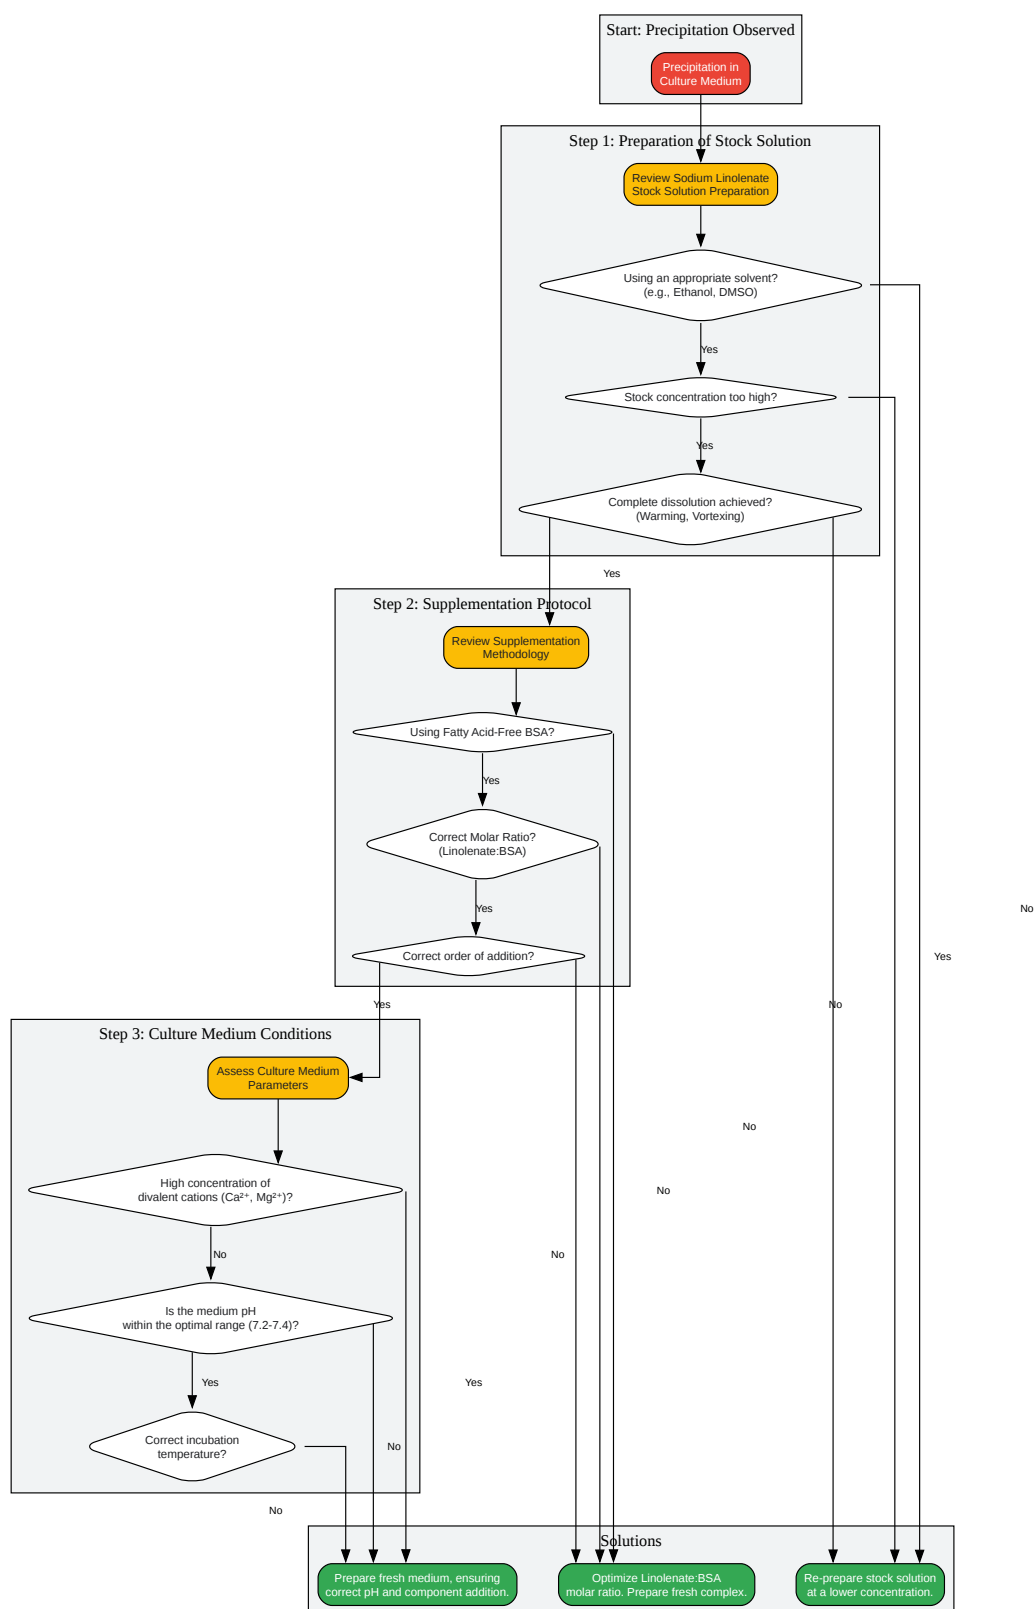 Start: Precipitation Observed
Precipitation in
Culture Medium
Step 1: Preparation of Stock Solution
Review Sodium Linolenate
Stock Solution Preparation
Using an appropriate solvent?
(e.g., Ethanol, DMSO)
Yes
Stock concentration too high?
Yes
Complete dissolution achieved?
(Warming, Vortexing)
Yes
Step 2: Supplementation Protocol
Review Supplementation
Methodology
Using Fatty Acid-Free BSA?
Yes
Correct Molar Ratio?
(Linolenate:BSA)
Yes
No
Correct order of addition?
Yes
Yes
No
Step 3: Culture Medium Conditions
Assess Culture Medium
Parameters
No
High concentration of
divalent cations (Ca²⁺, Mg²⁺)?
No
No
No
Is the medium pH
within the optimal range (7.2-7.4)?
Yes
Yes
Correct incubation
temperature?
No
No
Solutions
Prepare fresh medium, ensuring
correct pH and component addition.
Optimize Linolenate:BSA
molar ratio. Prepare fresh complex.
Re-prepare stock solution
at a lower concentration.